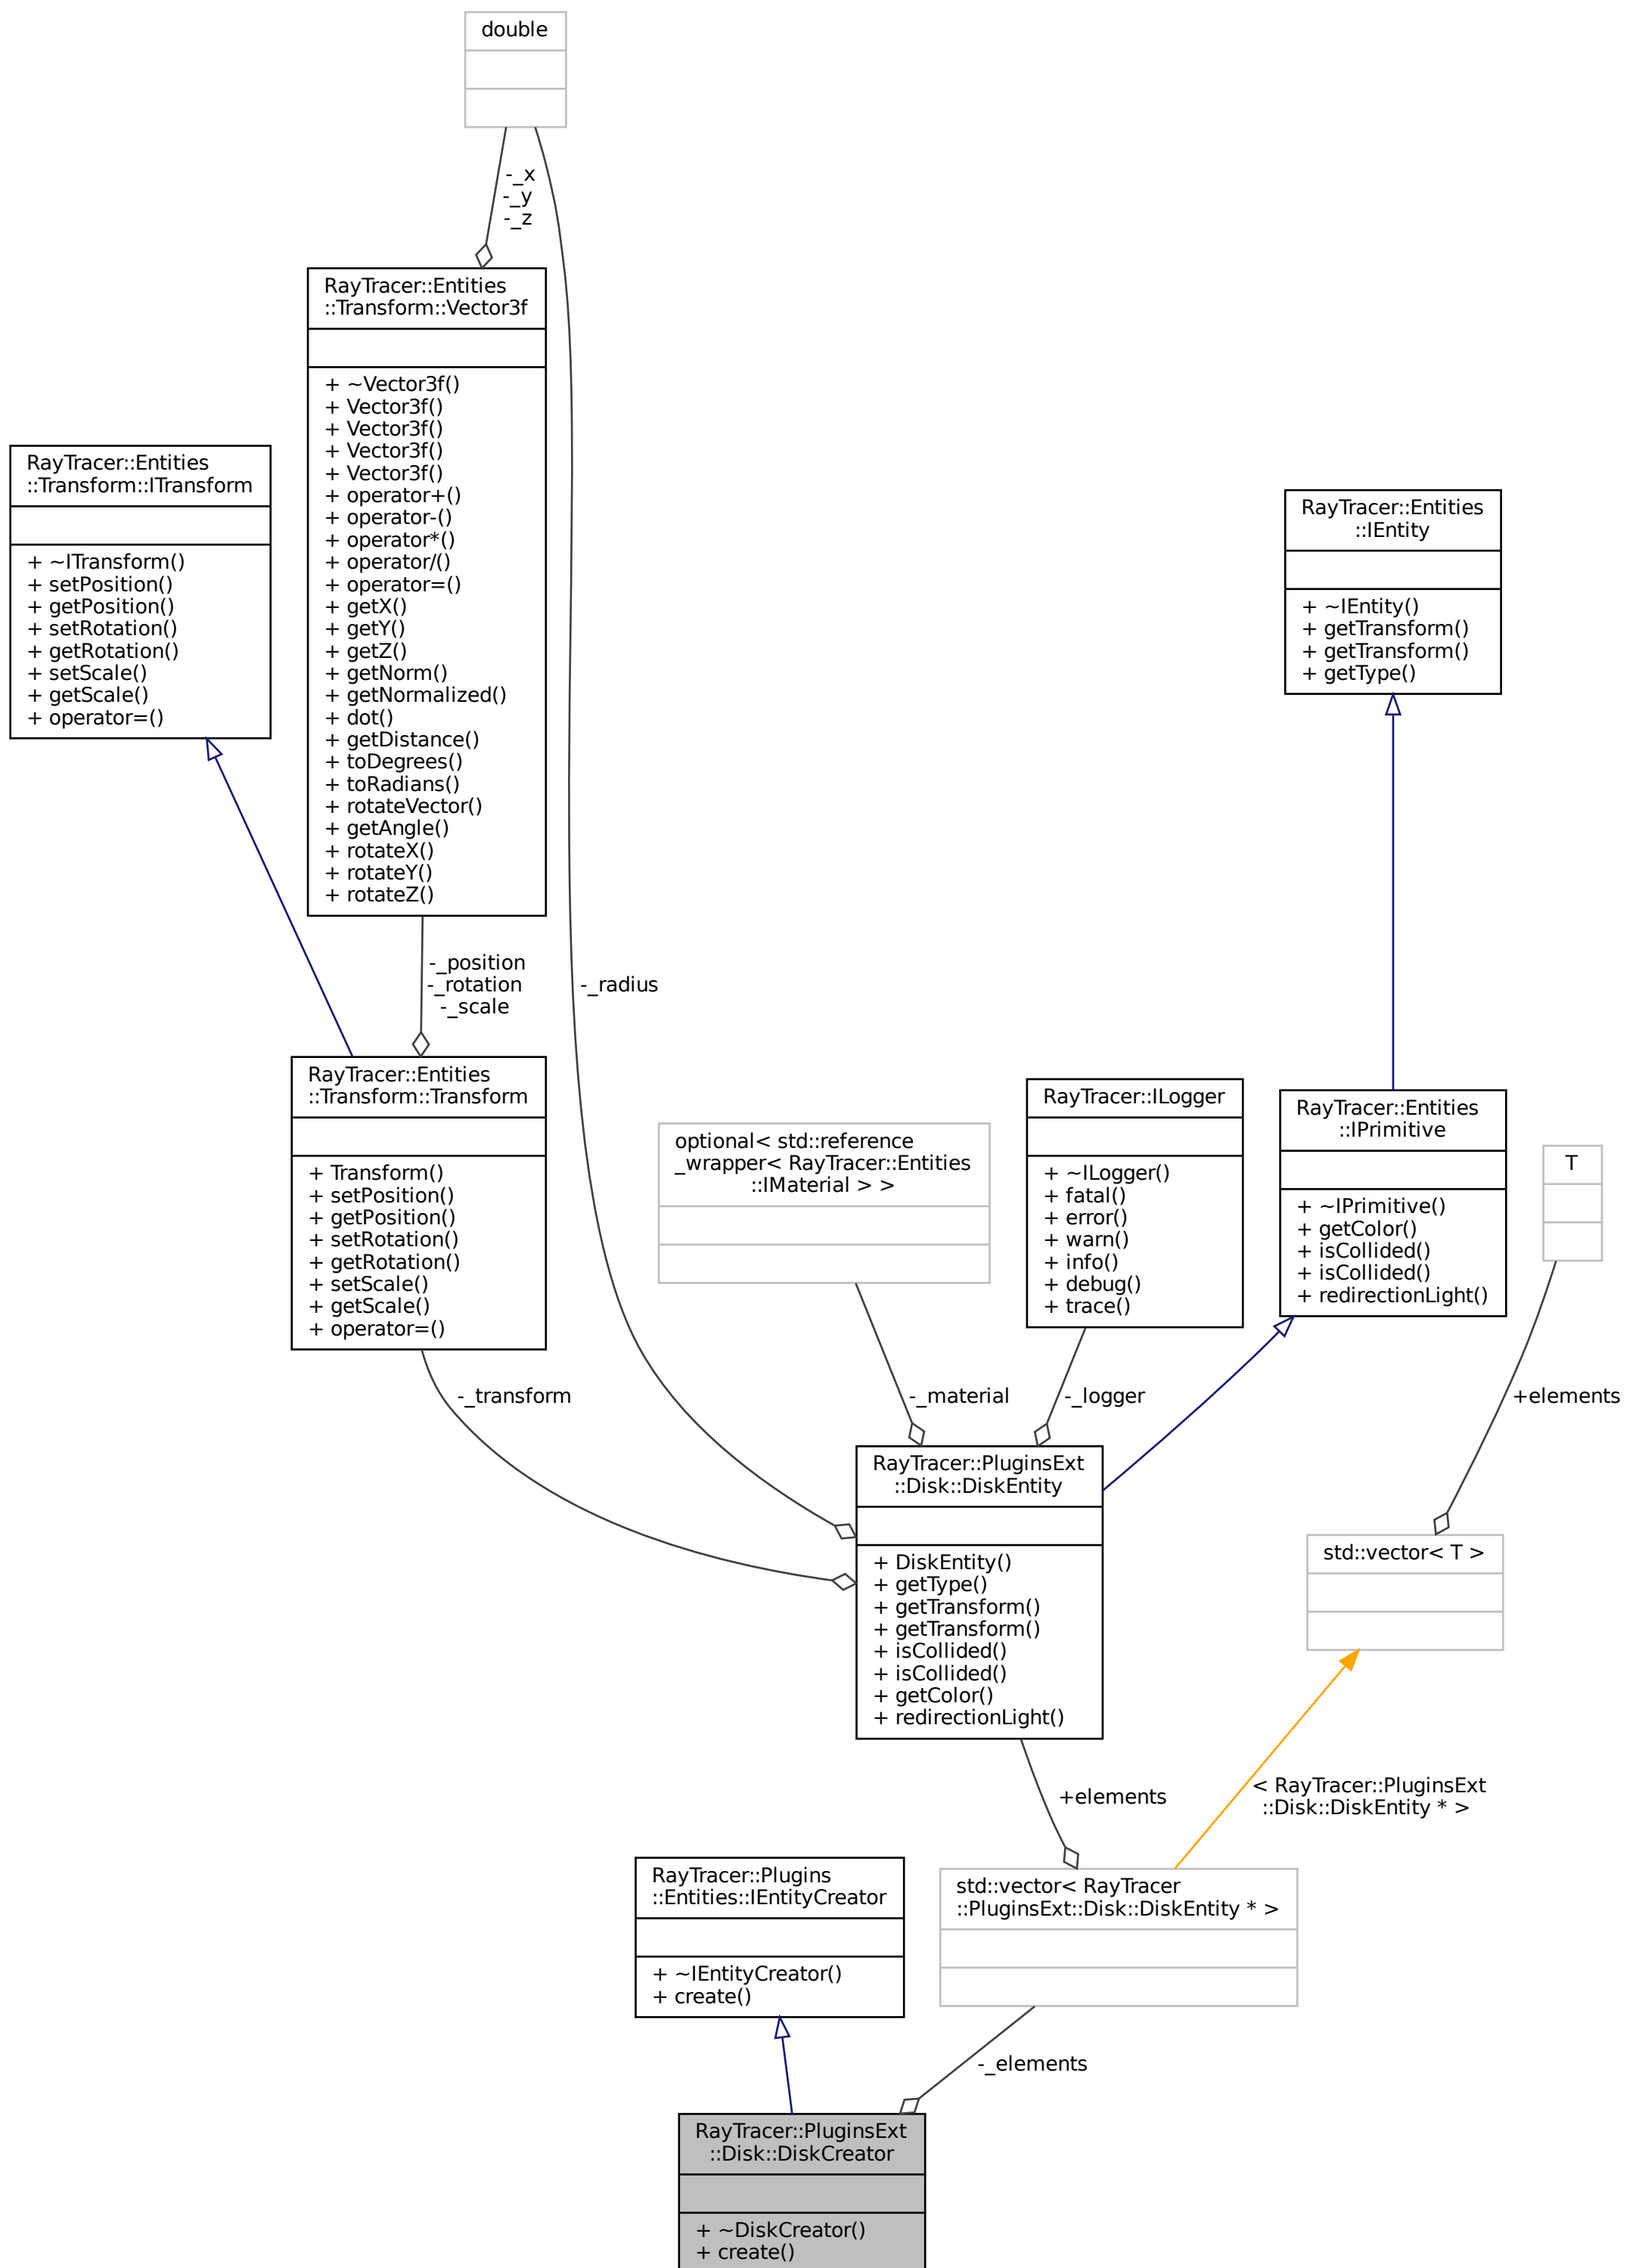 double
-_x
-_y
-_z
RayTracer::Entities
::Transform::Vector3f
+ ~Vector3f()
+ Vector3f()
+ Vector3f()
+ Vector3f()
+ Vector3f()
+ operator+()
+ operator-()
+ operator*()
+ operator/()
+ operator=()
+ getX()
+ getY()
+ getZ()
+ getNorm()
+ getNormalized()
+ dot()
+ getDistance()
+ toDegrees()
+ toRadians()
+ rotateVector()
+ getAngle()
+ rotateX()
+ rotateY()
+ rotateZ()
RayTracer::Entities
::Transform::ITransform
+ ~ITransform()
+ setPosition()
+ getPosition()
+ setRotation()
+ getRotation()
+ setScale()
+ getScale()
+ operator=()
RayTracer::Entities
::IEntity
+ ~IEntity()
+ getTransform()
+ getTransform()
+ getType()
-_position
-_rotation
-_scale
-_radius
RayTracer::Entities
::Transform::Transform
+ Transform()
+ setPosition()
+ getPosition()
+ setRotation()
+ getRotation()
+ setScale()
+ getScale()
+ operator=()
optional< std::reference
_wrapper< RayTracer::Entities
::IMaterial > >
RayTracer::ILogger
+ ~ILogger()
+ fatal()
+ error()
+ warn()
+ info()
+ debug()
+ trace()
RayTracer::Entities
::IPrimitive
+ ~IPrimitive()
+ getColor()
+ isCollided()
+ isCollided()
+ redirectionLight()
T
-_transform
-_material
-_logger
+elements
RayTracer::PluginsExt
::Disk::DiskEntity
+ DiskEntity()
+ getType()
+ getTransform()
+ getTransform()
+ isCollided()
+ isCollided()
+ getColor()
+ redirectionLight()
std::vector< T >
+elements
< RayTracer::PluginsExt
::Disk::DiskEntity * >
RayTracer::Plugins
::Entities::IEntityCreator
+ ~IEntityCreator()
+ create()
std::vector< RayTracer
::PluginsExt::Disk::DiskEntity * >
-_elements
RayTracer::PluginsExt
::Disk::DiskCreator
+ ~DiskCreator()
+ create()